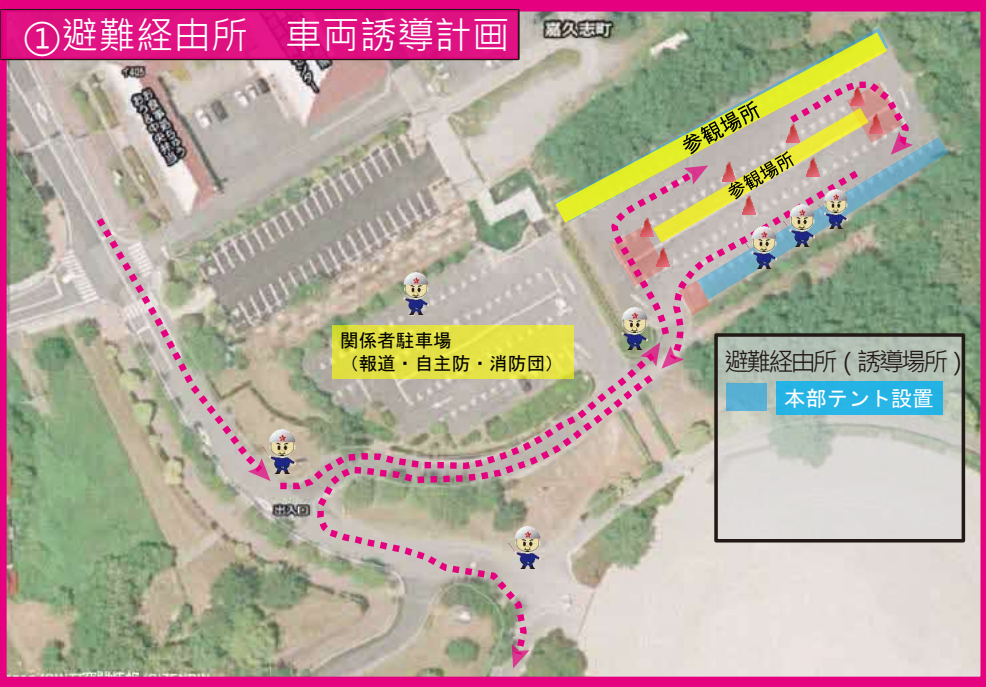 ①避難経由所　車両誘導計画
嘉久志町
参観場所
参観場所
関係者駐車場
（報道・自主防・消防団）
避難経由所（誘導場所）
本部テント設置
出入口